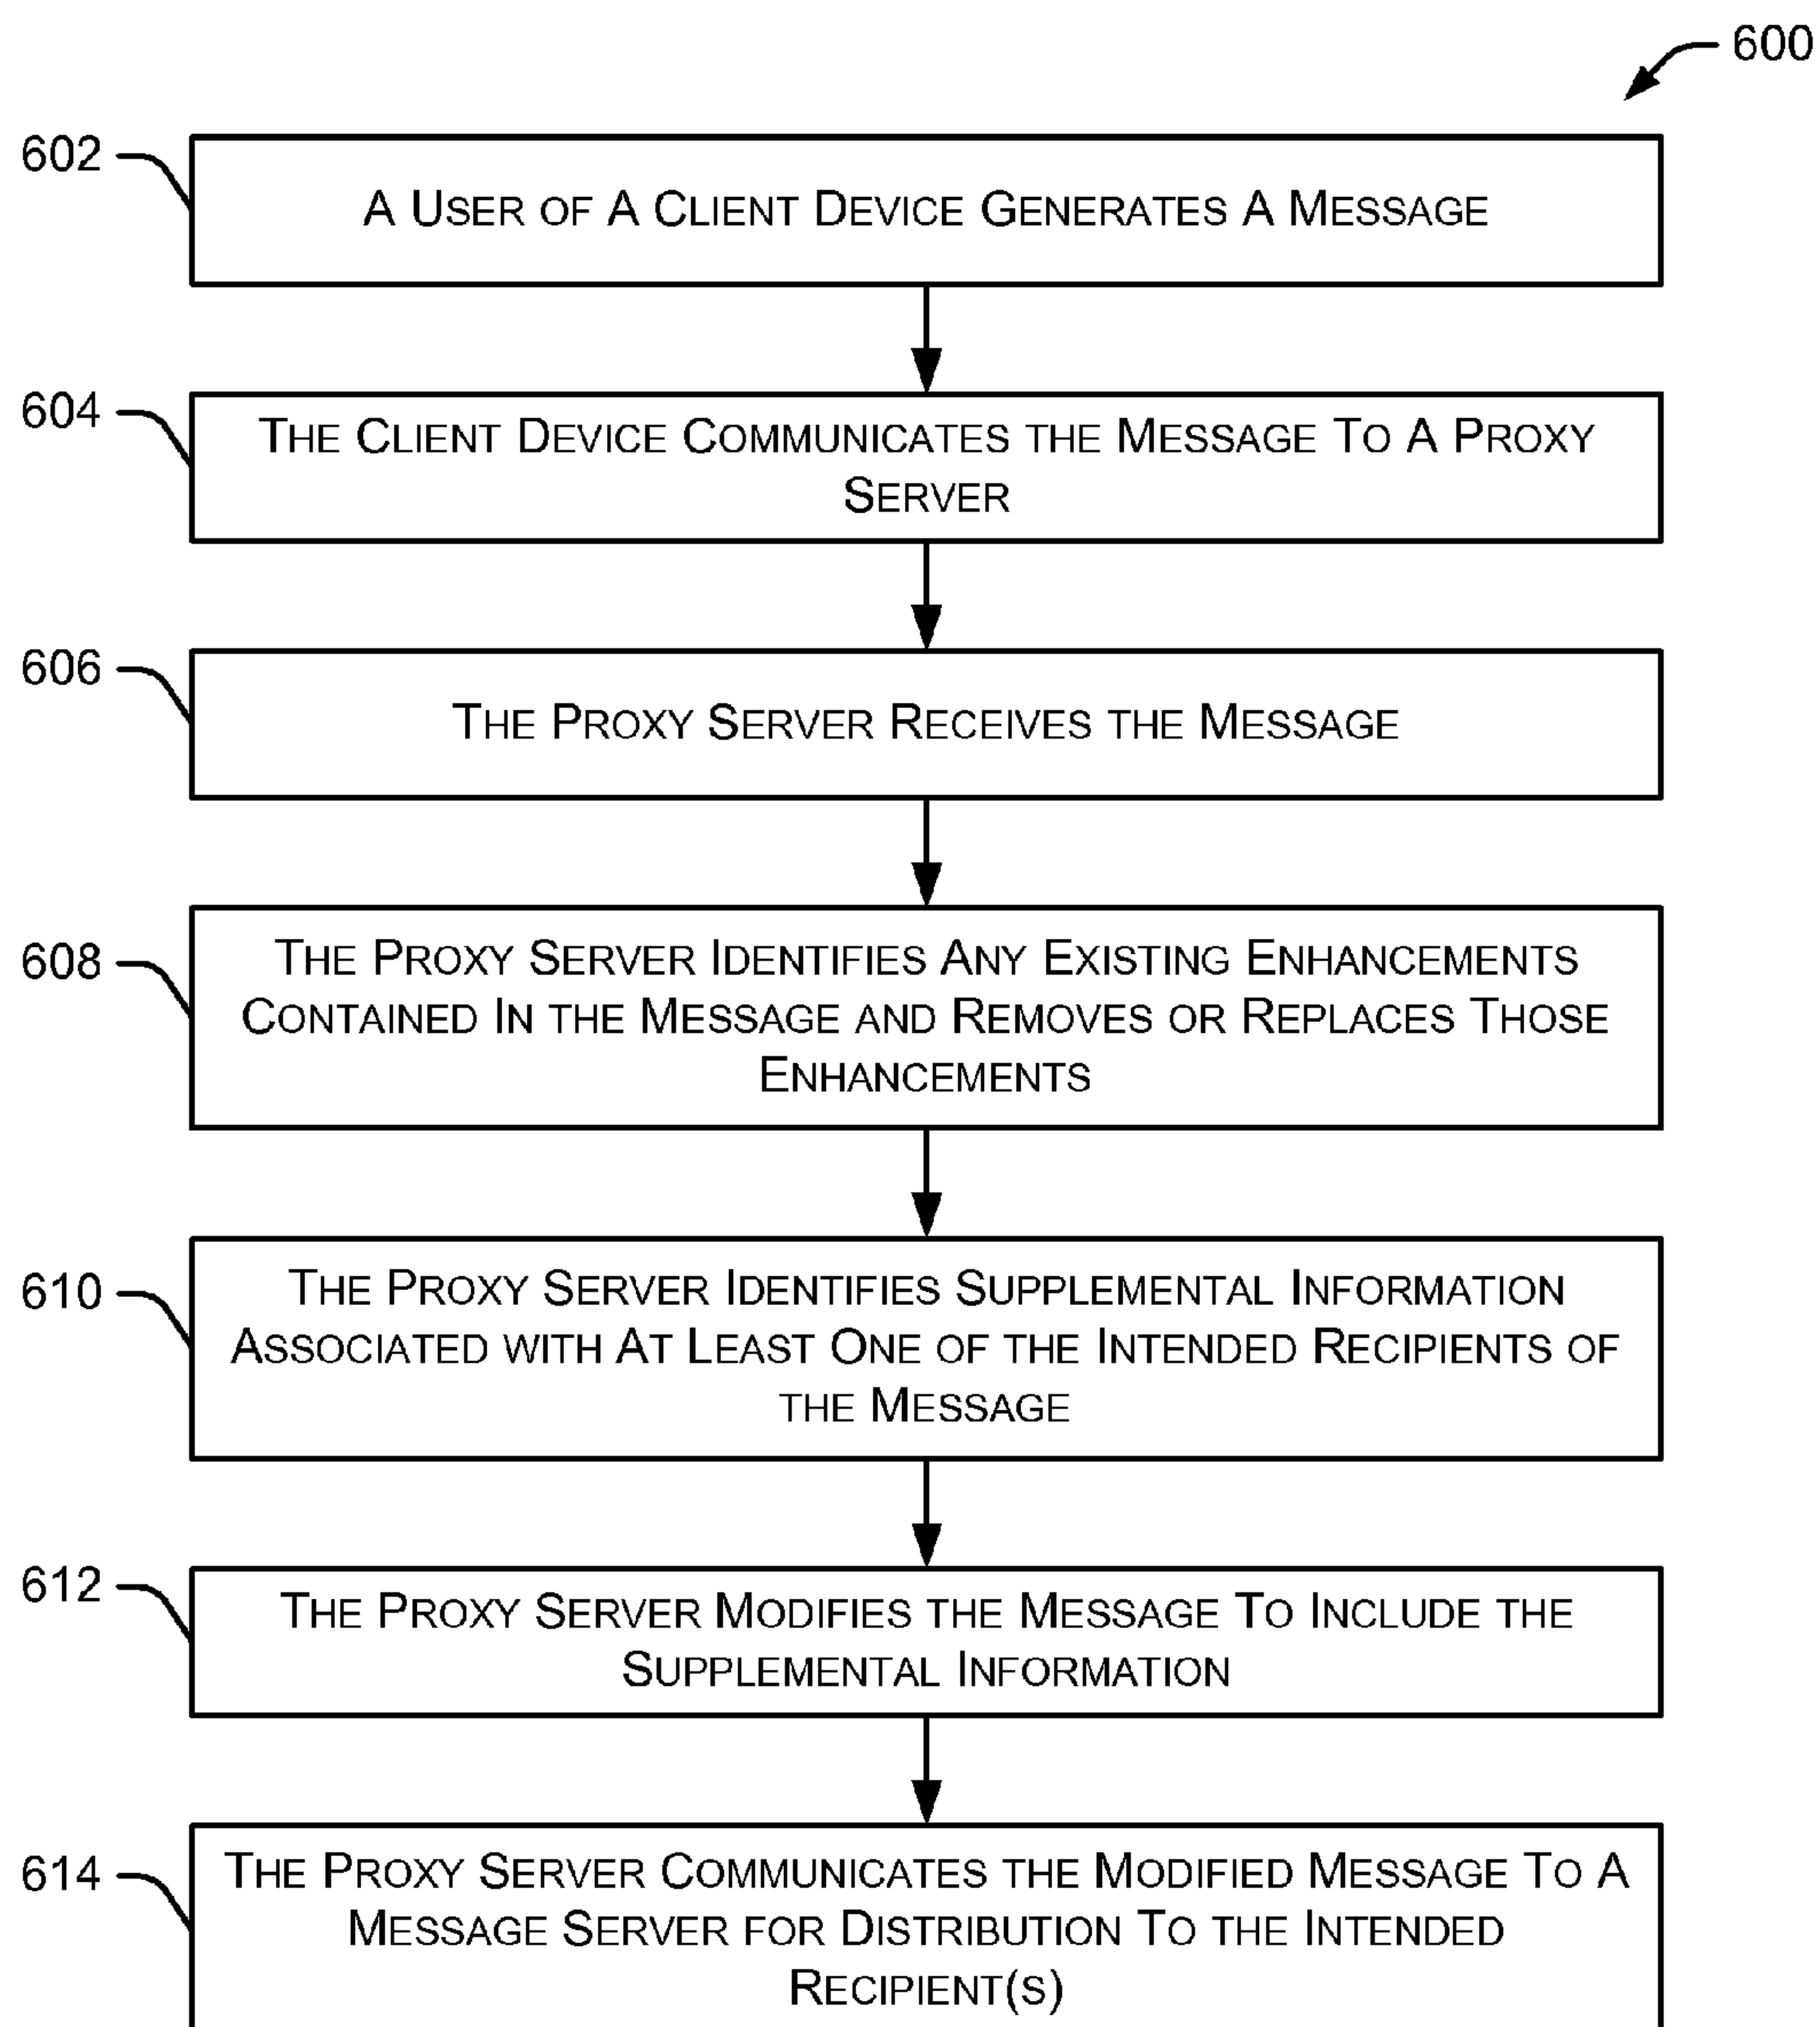 600
602
A User of A Client Device Generates A Message
604
The Client Device Communicates the Message To A Proxy
Server
606
The Proxy Server Receives the Message
608
The Proxy Server Identifies Any Existing Enhancements
Contained In the Message and Removes or Replaces Those
Enhancements
610
The Proxy Server Identifies Supplemental Information
Associated with At Least One of the Intended Recipients of
the Message
612
The Proxy Server Modifies the Message To Include the
Supplemental Information
614
The Proxy Server Communicates the Modified Message To A
Message Server for Distribution To the Intended
Recipient(s)